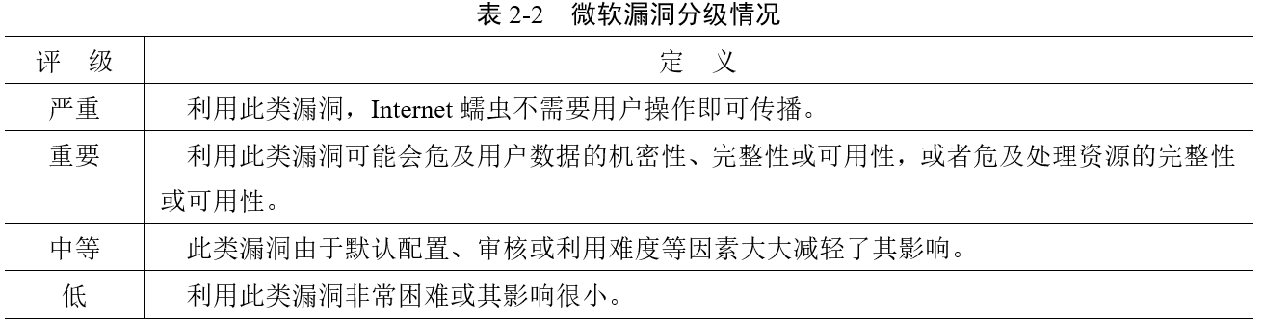 表 2-2 微软漏洞分级情况
评 级 定 义
严重 利用此类漏洞，Internet 蠕虫不需要用户操作即可传播。
重要 利用此类漏洞可能会危及用户数据的机密性、完整性或可用性，或者危及处理资源的完整性
或可用性。
中等 此类漏洞由于默认配置、审核或利用难度等因素大大减轻了其影响。
低 利用此类漏洞非常困难或其影响很小。